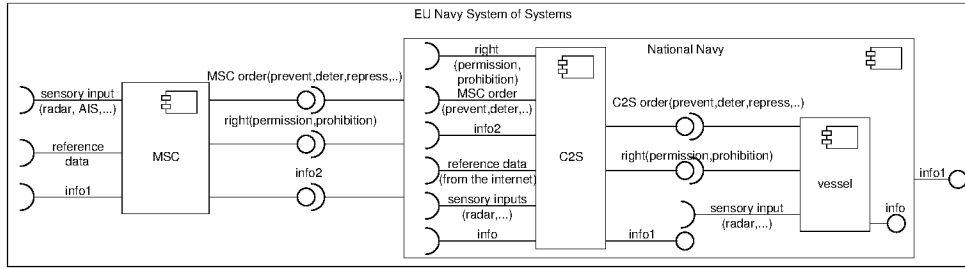 EU Navy System of Systems
National Navy
sensory input
(radar, AIS,...)
reference
data
info1
MSC
MSC order(prevent,deter,repress,..)
right(permission,prohibition)
info2
right
(permission,
prohibition)
MSC order
(prevent,deter,..)
info2
reference data
(from the internet)
sensory inputs
(radar,...)
info
C2S
C2S order(prevent,deter,repress,..)
right(permission,prohibition)
info1
sensory input
(radar,...)
vessel
info
info1